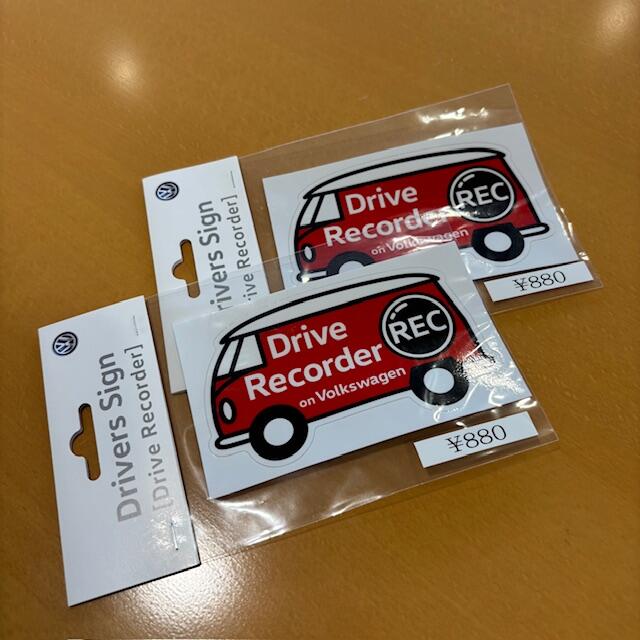 Drivers Sign
[Drive Recorder]
Drive
Recorder
on Volkswagen
REC
¥880
Drivers Sign
Drive Recorder]
Drive
Recorder
on Volkswagen
REC
¥880